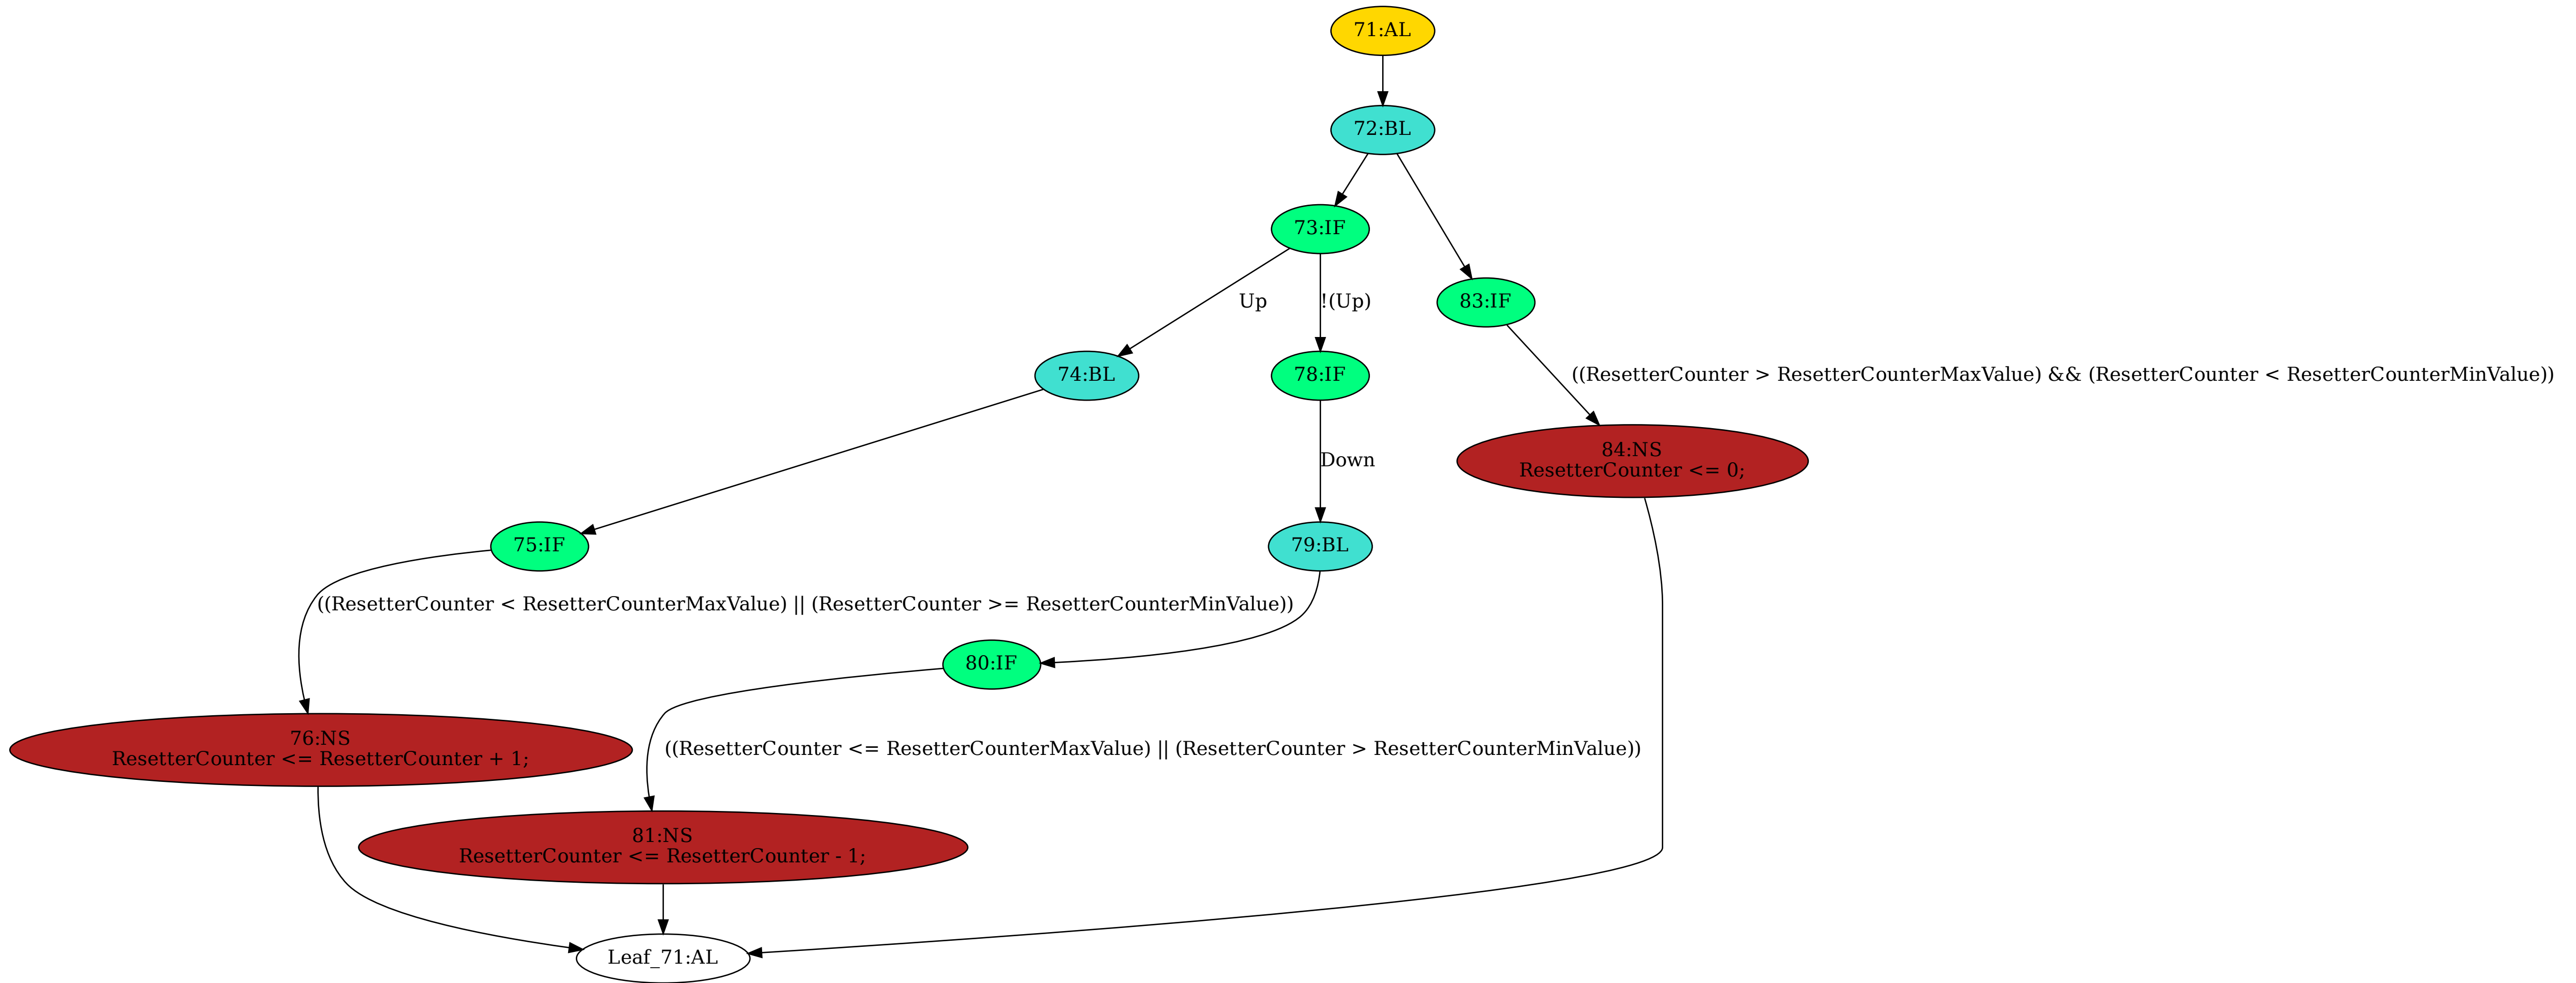 71:AL
72:BL
73:IF
Up
!(Up)
83:IF
74:BL
78:IF
((ResetterCounter > ResetterCounterMaxValue) && (ResetterCounter < ResetterCounterMinValue))
Down
84:NS
ResetterCounter <= 0;
75:IF
79:BL
((ResetterCounter < ResetterCounterMaxValue) || (ResetterCounter >= ResetterCounterMinValue))
80:IF
76:NS
ResetterCounter <= ResetterCounter + 1;
((ResetterCounter <= ResetterCounterMaxValue) || (ResetterCounter > ResetterCounterMinValue))
81:NS
ResetterCounter <= ResetterCounter - 1;
Leaf_71:AL